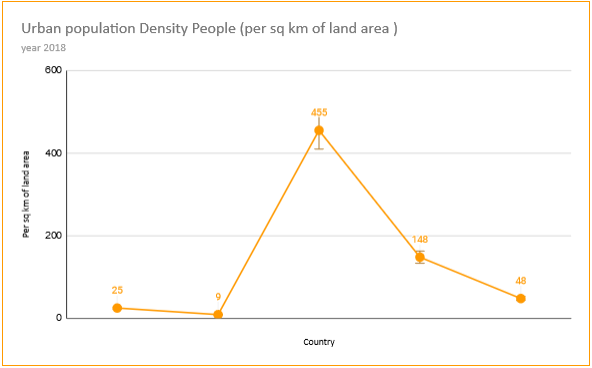 Urban population Density People (per sq km of land area )
year 2018
600
400
200
0
Per sq km of land area
25
9
455
148
48
Country